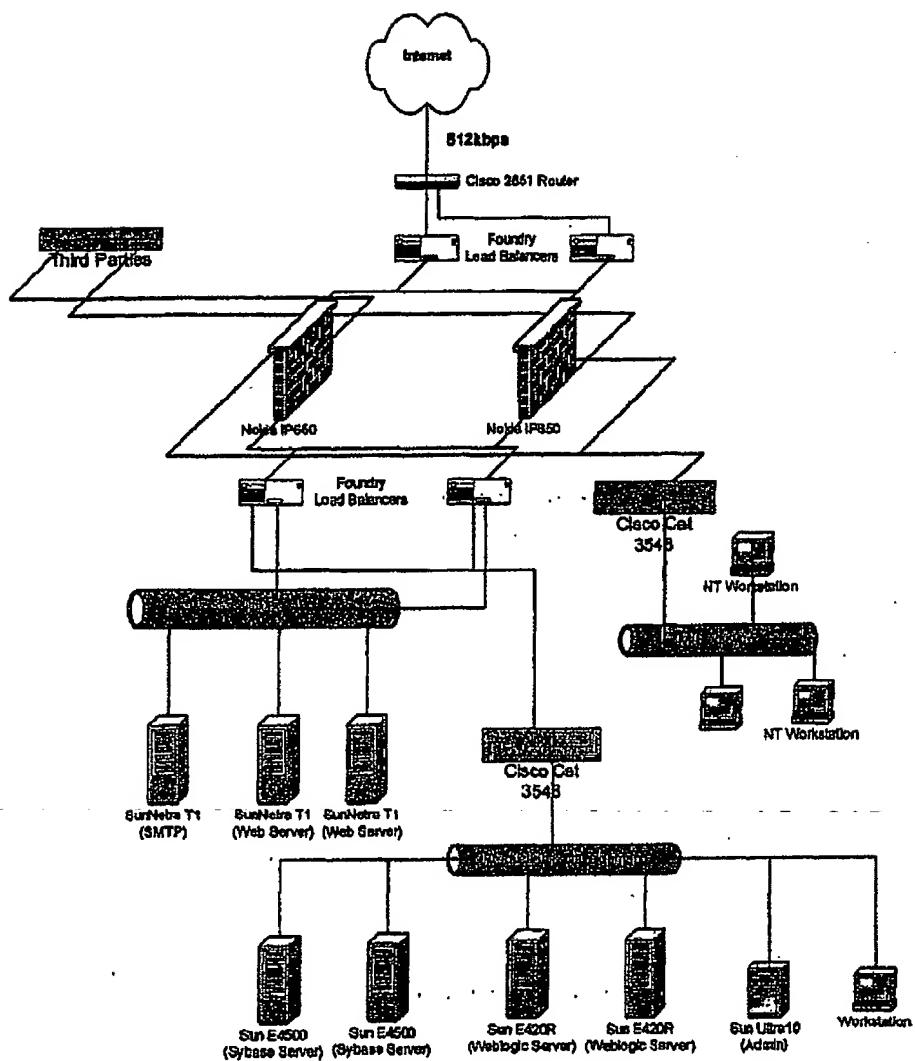 Internet
512kbps
Cisco 2651 Router
Foundry
Load Balancers
Third Parties
Nokia IP650
Nokia IP650
Foundry
Load Balancers
Cisco Cat
3548
NT Workstation
NT Workstation
Cisco Cat
3548
SunNetra T1
(SMTP)
SunNetra T1
(Web Server)
SunNetra T1
(Web Server)
Sun E4500
(Sybase Server)
Sun E4500
(Sybase Server)
Sun E420R
(Weblogic Server)
Sun E420R
(Weblogic Server)
Sun Ultra10
(Admin)
Workstation